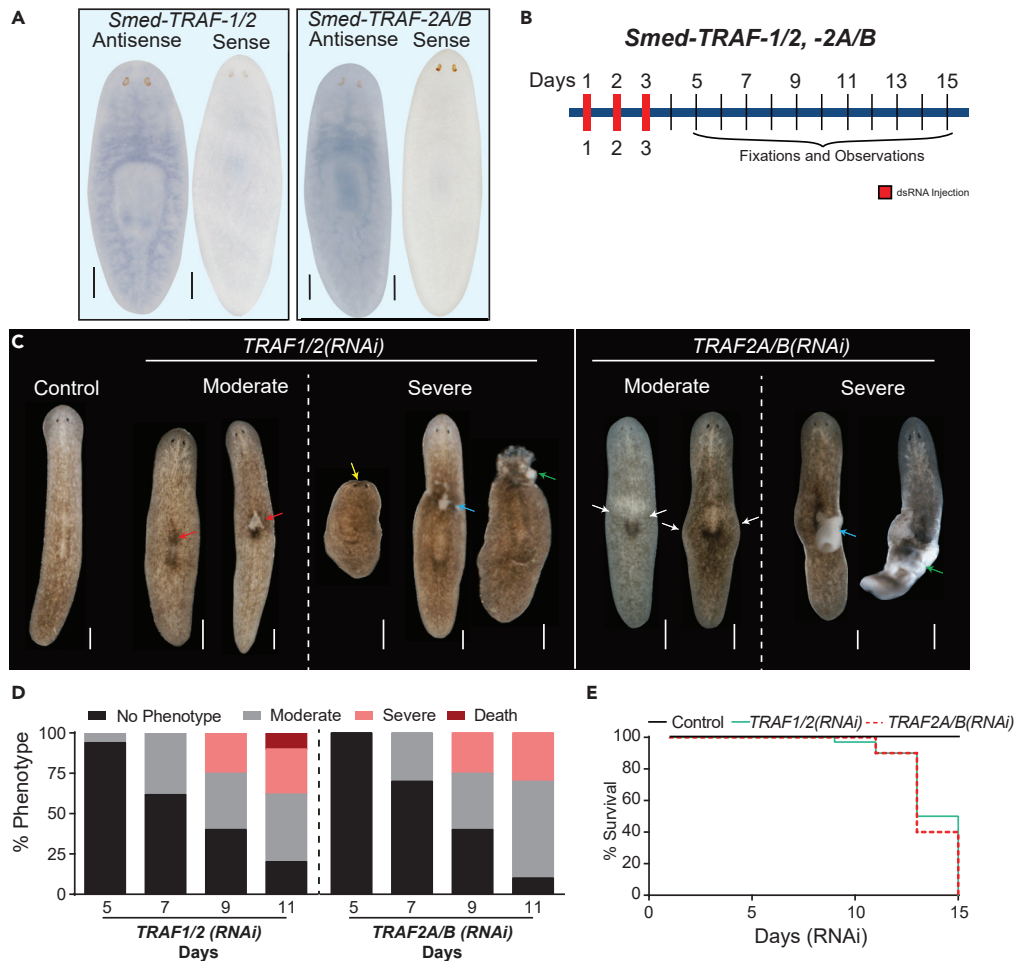 A
Smed-TRAF-1/2
Antisense Sense
Smed-TRAF-2A/B
Antisense Sense
B
Smed-TRAF-1/2, -2A/B
Days 1 2 3 5 7 9 11 13 15
1 2 3
Fixations and Observations
dsRNA Injection
C
TRAF1/2(RNAi)
TRAF2A/B(RNAi)
Control
Moderate
Severe
Moderate
Severe
D
No Phenotype Moderate Severe Death
% Phenotype
100
75
50
25
0
5 7 9 11 5 7 9 11
TRAF1/2 (RNAi) TRAF2A/B (RNAi)
Days Days
E
Control TRAF1/2(RNAi) TRAF2A/B(RNAi)
% Survival
100
80
60
40
20
0
0 5 10 15
Days (RNAi)